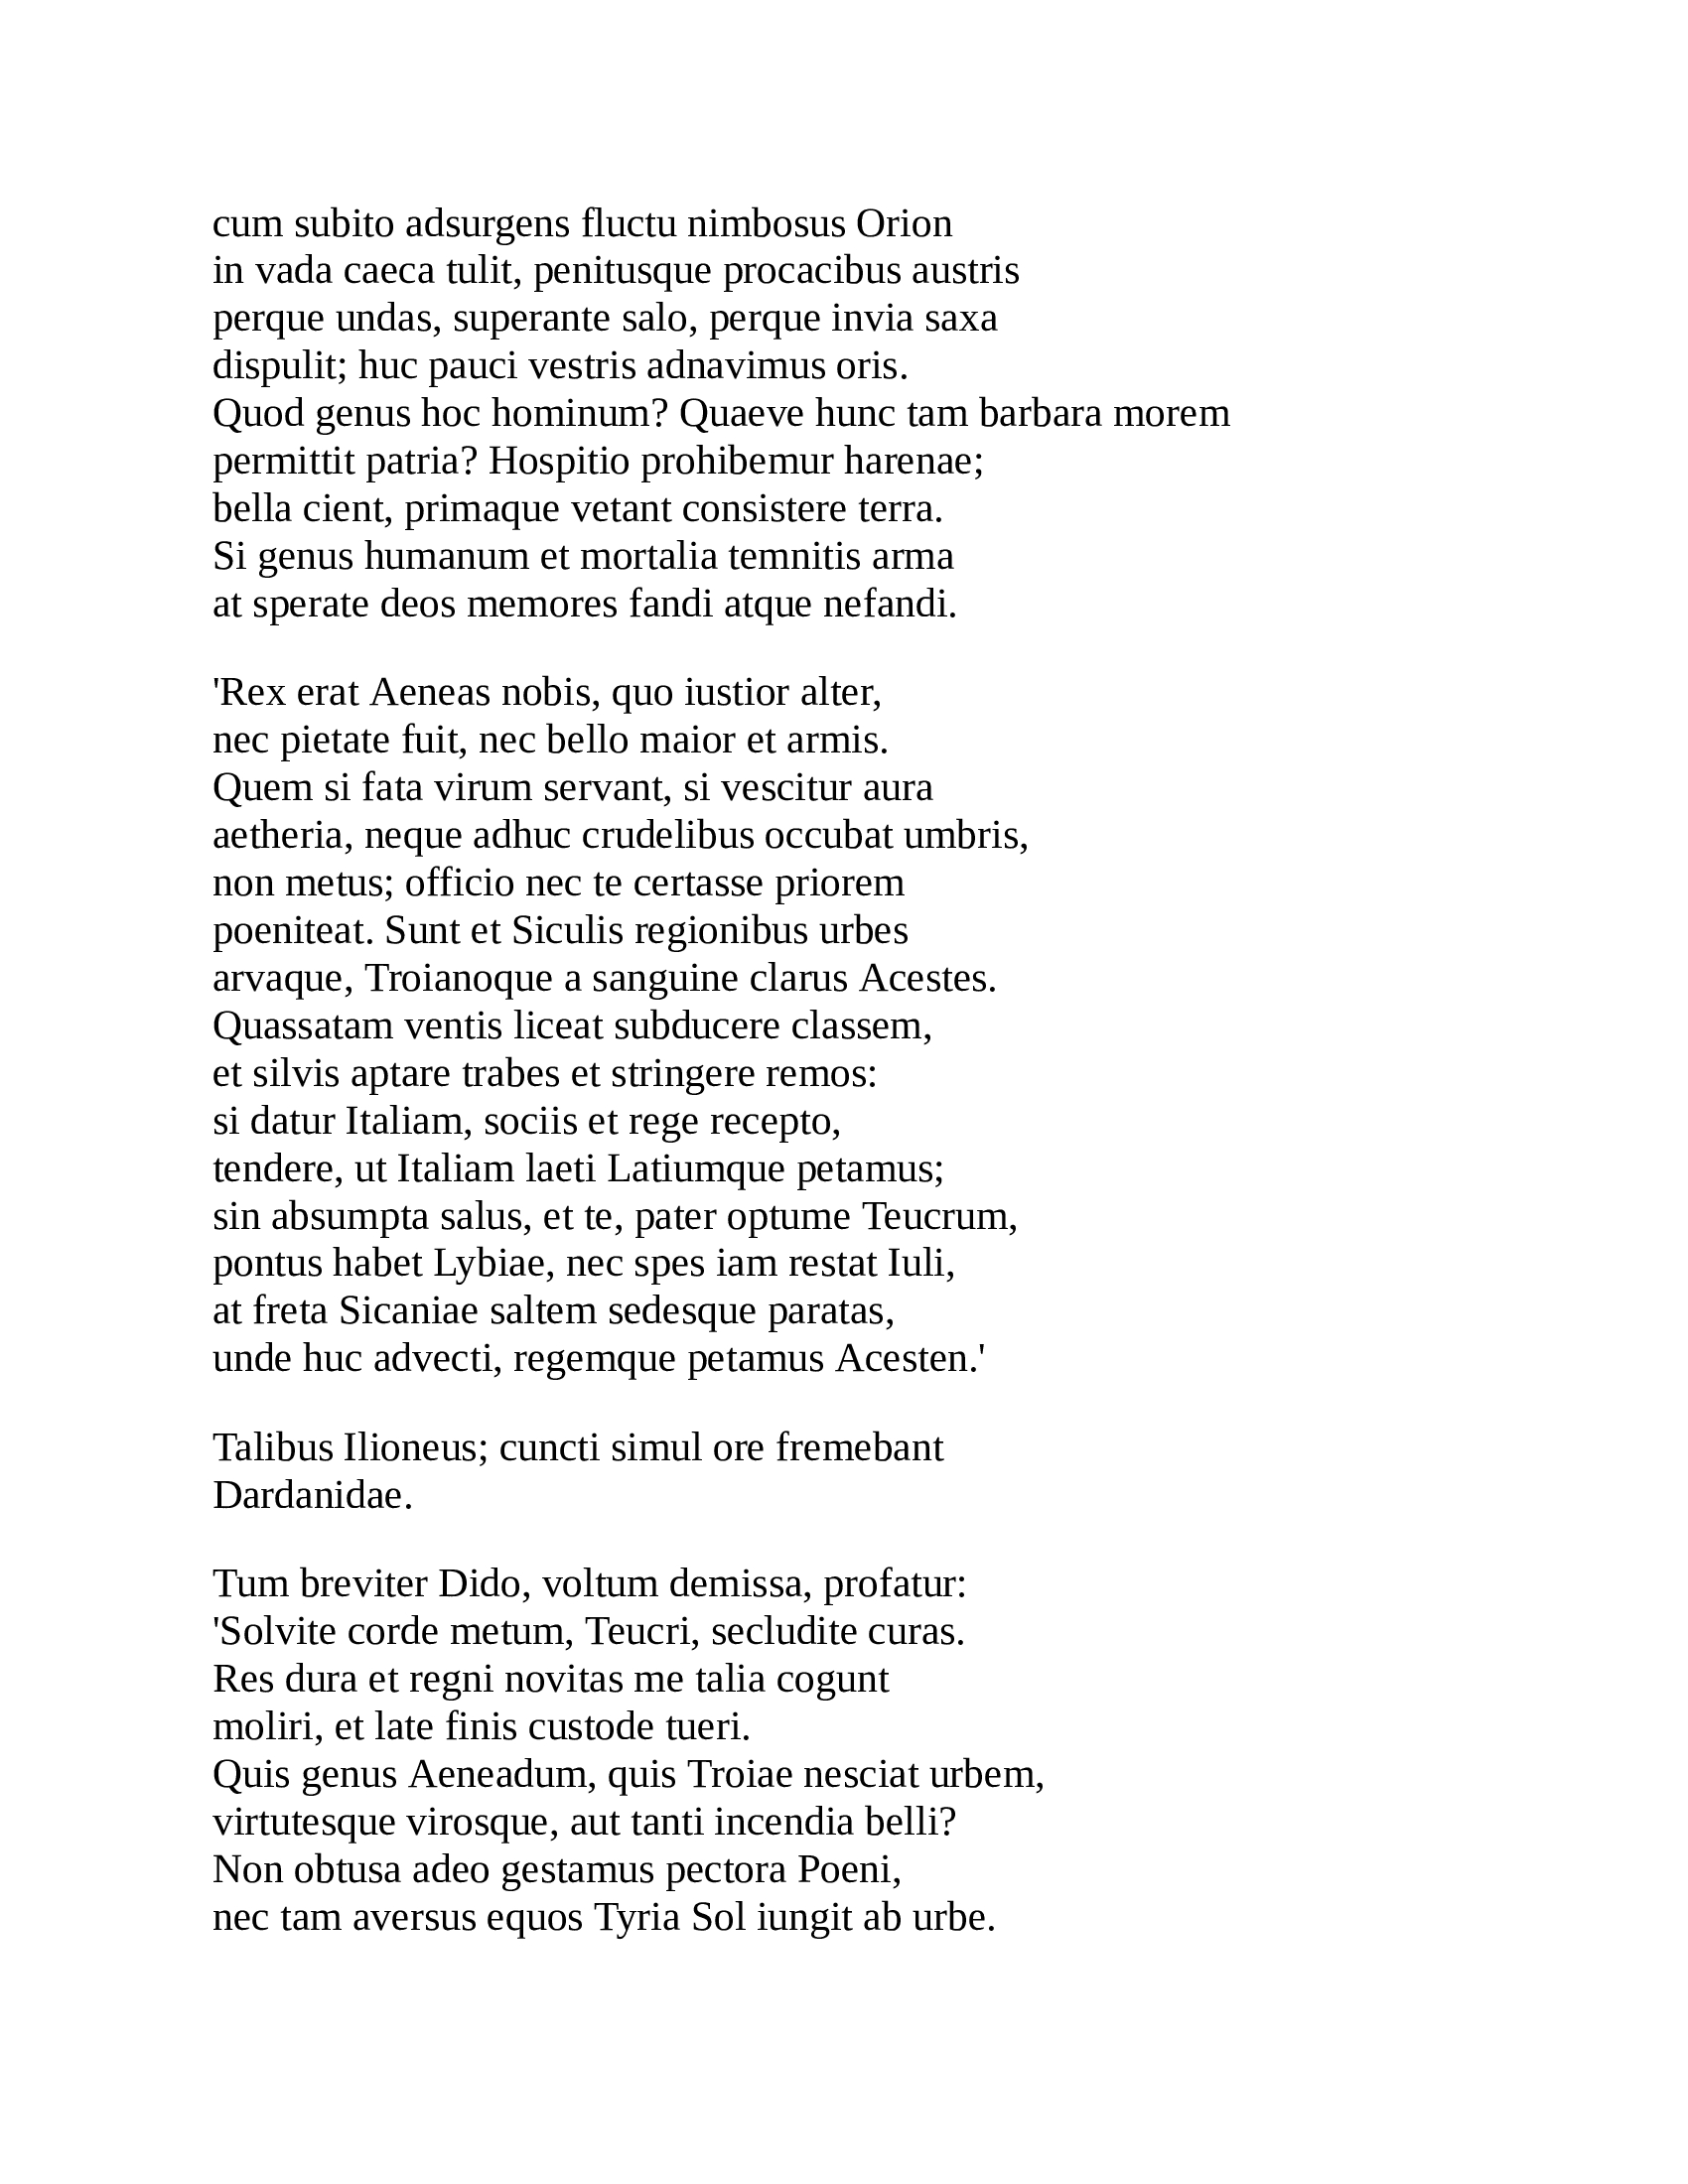 cum subito adsurgens fluctu nimbosus Orion
in vada caeca tulit, penitusque procacibus austris
perque undas, superante salo, perque invia saxa
dispulit; huc pauci vestris adnavimus oris.
Quod genus hoc hominum? Quaeve hunc tam barbara morem
permittit patria? Hospitio prohibemur harenae;
bella cient, primaque vetant consistere terra.
Si genus humanum et mortalia temnitis arma
at sperate deos memores fandi atque nefandi.
'Rex erat Aeneas nobis, quo iustior alter,
nec pietate fuit, nec bello maior et armis.
Quem si fata virum servant, si vescitur aura
aetheria, neque adhuc crudelibus occubat umbris,
non metus; officio nec te certasse priorem
poeniteat. Sunt et Siculis regionibus urbes
arvaque, Troianoque a sanguine clarus Acestes.
Quassatam ventis liceat subducere classem,
et silvis aptare trabes et stringere remos:
si datur Italiam, sociis et rege recepto,
tendere, ut Italiam laeti Latiumque petamus;
sin absumpta salus, et te, pater optume Teucrum,
pontus habet Lybiae, nec spes iam restat Iuli,
at freta Sicaniae saltem sedesque paratas,
unde huc advecti, regemque petamus Acesten.'
Talibus Ilioneus; cuncti simul ore fremebant
Dardanidae.
Tum breviter Dido, voltum demissa, profatur:
'Solvite corde metum, Teucri, secludite curas.
Res dura et regni novitas me talia cogunt
moliri, et late finis custode tueri.
Quis genus Aeneadum, quis Troiae nesciat urbem,
virtutesque virosque, aut tanti incendia belli?
Non obtusa adeo gestamus pectora Poeni,
nec tam aversus equos Tyria Sol iungit ab urbe.